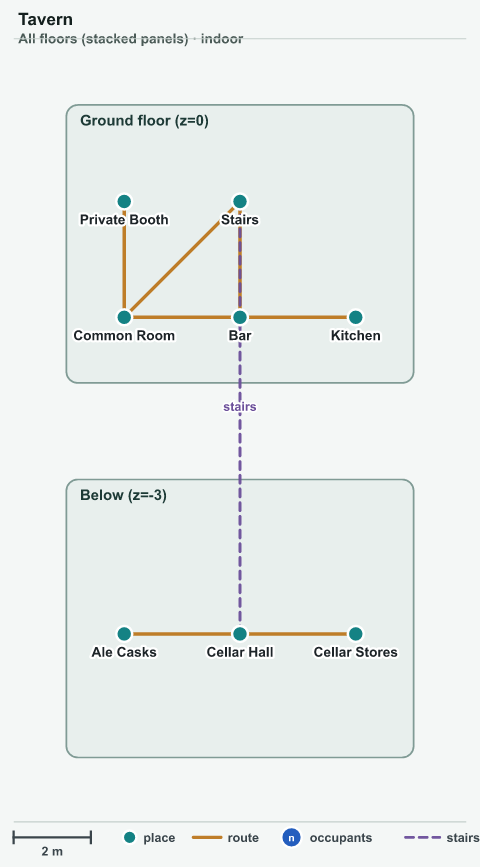 Tavern
All floors (stacked panels) · indoor
Ground floor (z=0)
Private Booth
Stairs
Common Room
Bar
Kitchen
stairs
Below (z=-3)
Ale Casks
Cellar Hall
Cellar Stores
2 m
place
route
n
occupants
stairs